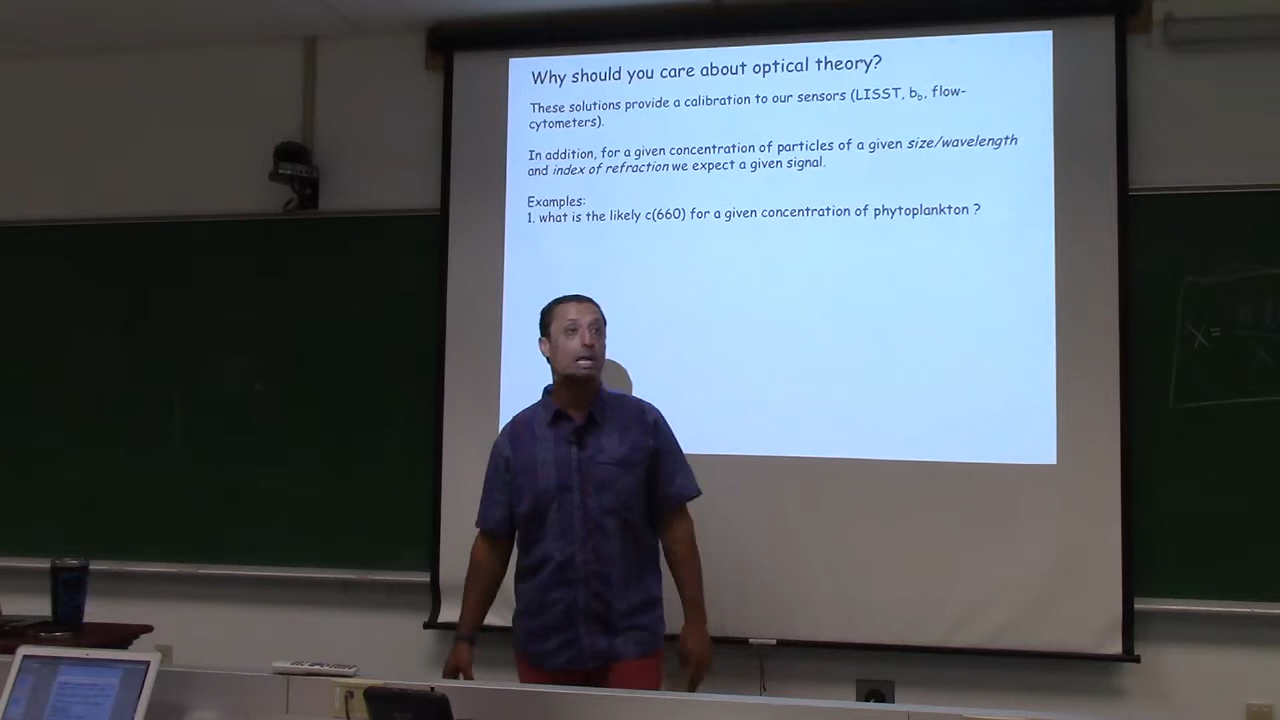 Why should you care about optical theory?
These solutions provide a calibration to our sensors (LISST, bb, flow-
cytometers).
In addition, for a given concentration of particles of a given size/wavelength
and index of refraction we expect a given signal.
Examples:
1. what is the likely c(660) for a given concentration of phytoplankton ?
X =